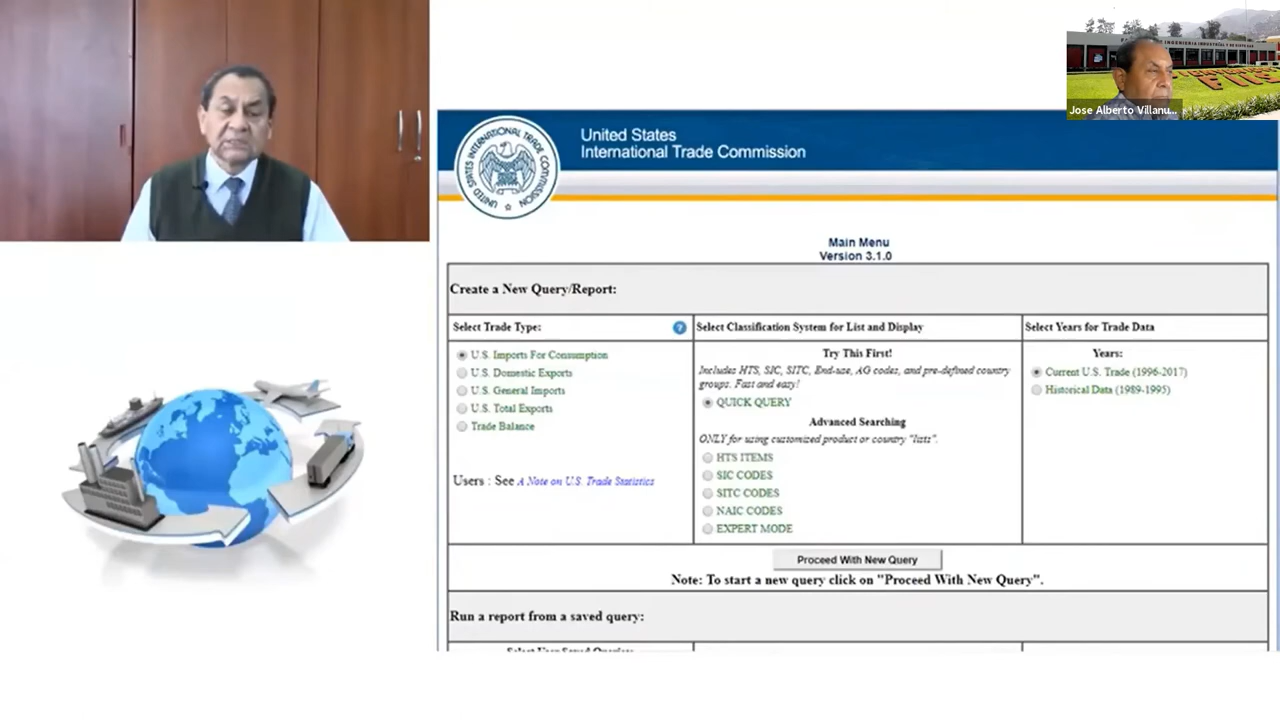 Jose Alberto Villanu...
UNITED STATES INTERNATIONAL TRADE COMMISSION
United States
International Trade Commission
Main Menu
Version 3.1.0
Create a New Query/Report:
Select Trade Type:
?
U.S. Imports For Consumption
U.S. Domestic Exports
U.S. General Imports
U.S. Total Exports
Trade Balance
Users : See A Note on U.S. Trade Statistics
Select Classification System for List and Display
Try This First!
Includes HTS, SIC, SITC, End-use, AG codes, and pre-defined country
groups. Fast and easy!
QUICK QUERY
Advanced Searching
ONLY for using customized product or country "lists".
HTS ITEMS
SIC CODES
SITC CODES
NAIC CODES
EXPERT MODE
Select Years for Trade Data
Years:
Current U.S. Trade (1996-2017)
Historical Data (1989-1995)
Proceed With New Query
Note: To start a new query click on "Proceed With New Query".
Run a report from a saved query: